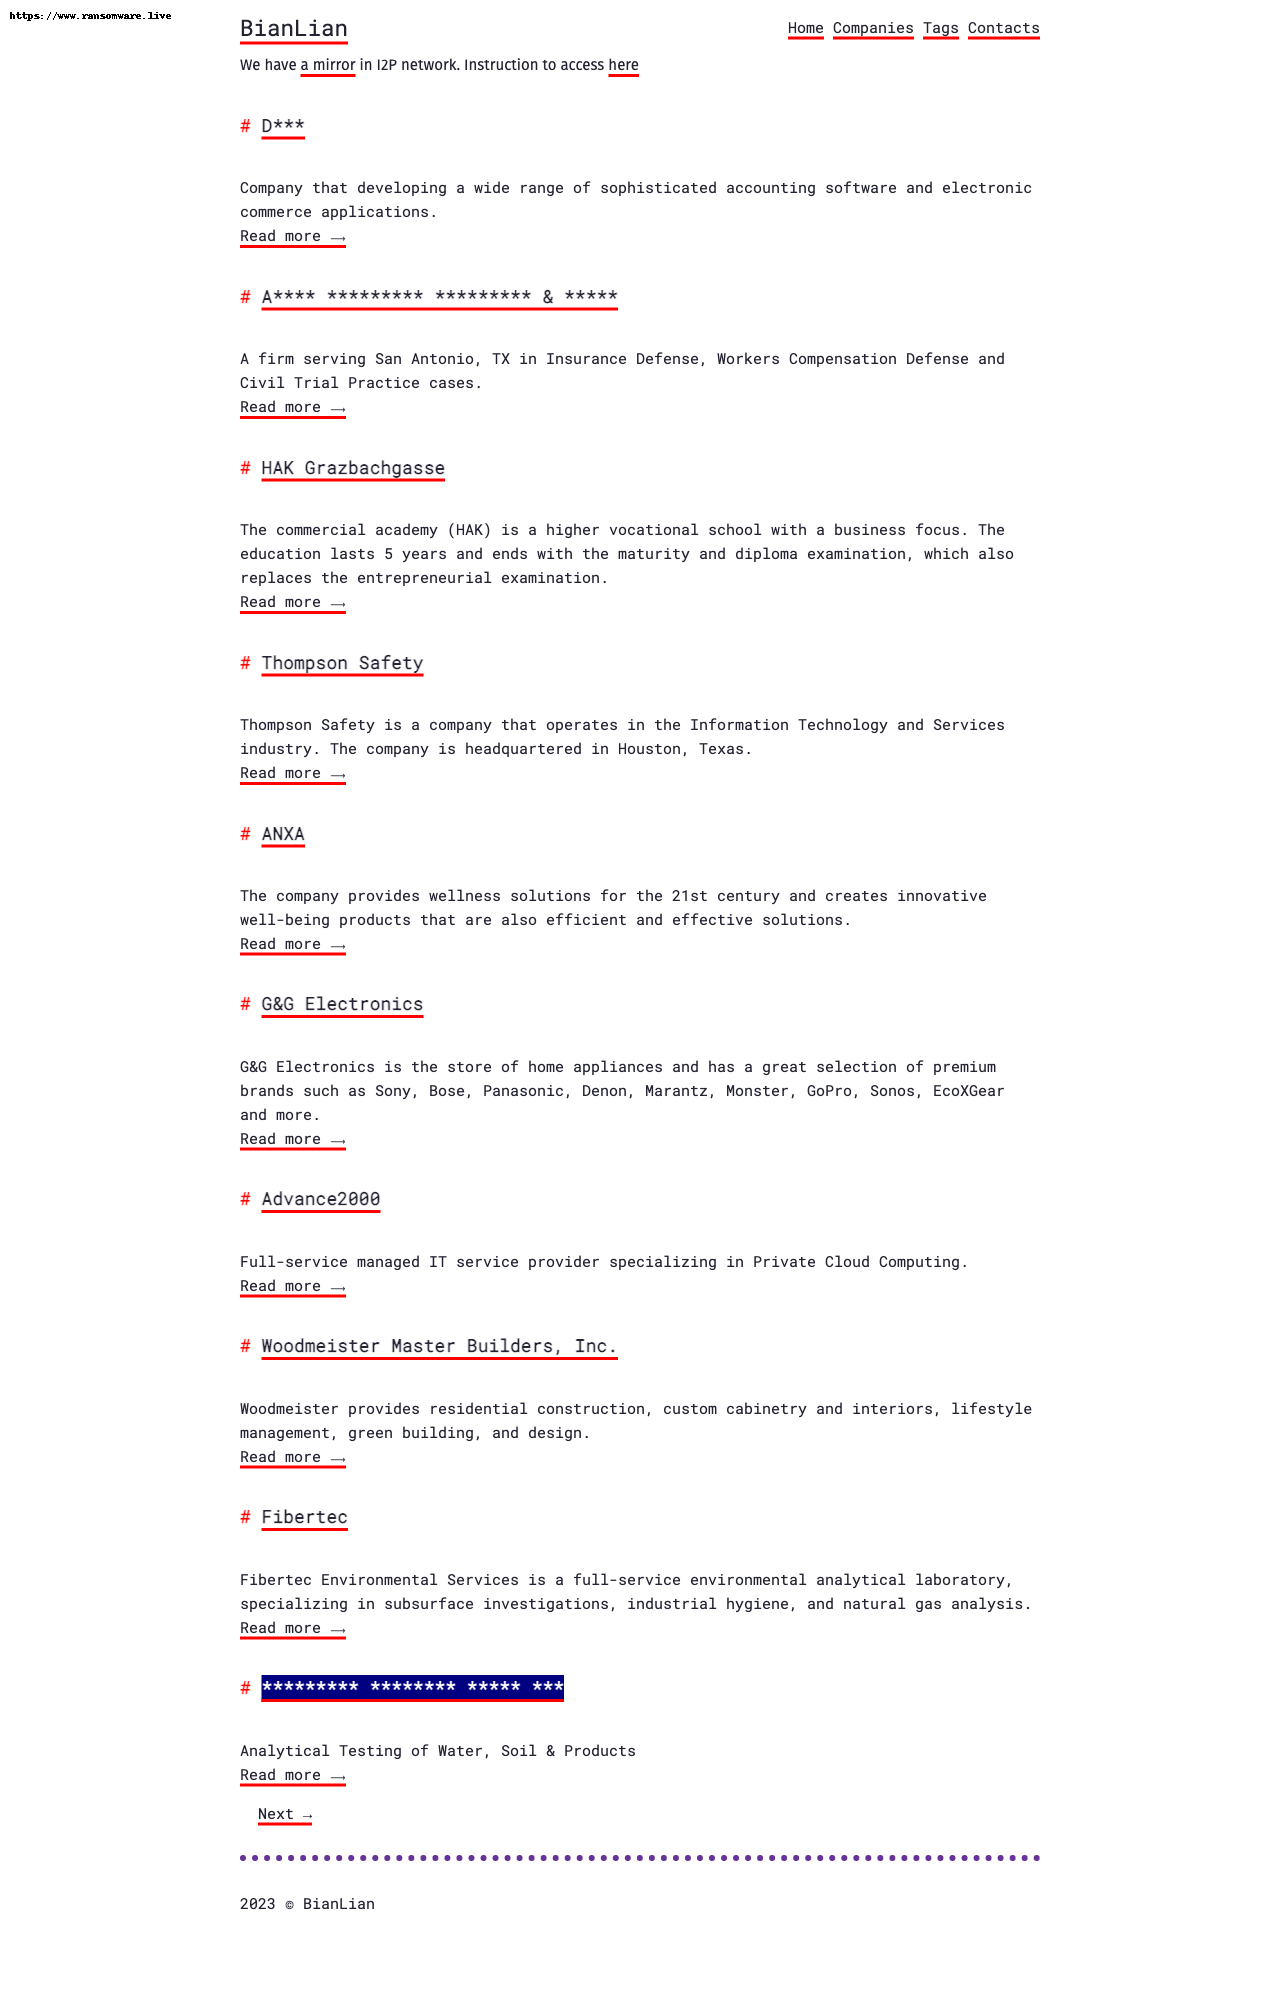 https://www.ransomware.live
BianLian
Home Companies Tags Contacts
We have a mirror in I2P network. Instruction to access here
# D***
Company that developing a wide range of sophisticated accounting software and electronic
commerce applications.
Read more ⟶
# A**** ********* ********* & *****
A firm serving San Antonio, TX in Insurance Defense, Workers Compensation Defense and
Civil Trial Practice cases.
Read more ⟶
# HAK Grazbachgasse
The commercial academy (HAK) is a higher vocational school with a business focus. The
education lasts 5 years and ends with the maturity and diploma examination, which also
replaces the entrepreneurial examination.
Read more ⟶
# Thompson Safety
Thompson Safety is a company that operates in the Information Technology and Services
industry. The company is headquartered in Houston, Texas.
Read more ⟶
# ANXA
The company provides wellness solutions for the 21st century and creates innovative
well-being products that are also efficient and effective solutions.
Read more ⟶
# G&G Electronics
G&G Electronics is the store of home appliances and has a great selection of premium
brands such as Sony, Bose, Panasonic, Denon, Marantz, Monster, GoPro, Sonos, EcoXGear
and more.
Read more ⟶
# Advance2000
Full-service managed IT service provider specializing in Private Cloud Computing.
Read more ⟶
# Woodmeister Master Builders, Inc.
Woodmeister provides residential construction, custom cabinetry and interiors, lifestyle
management, green building, and design.
Read more ⟶
# Fibertec
Fibertec Environmental Services is a full-service environmental analytical laboratory,
specializing in subsurface investigations, industrial hygiene, and natural gas analysis.
Read more ⟶
# ********* ******** ***** ***
Analytical Testing of Water, Soil & Products
Read more ⟶
Next →
2023 © BianLian